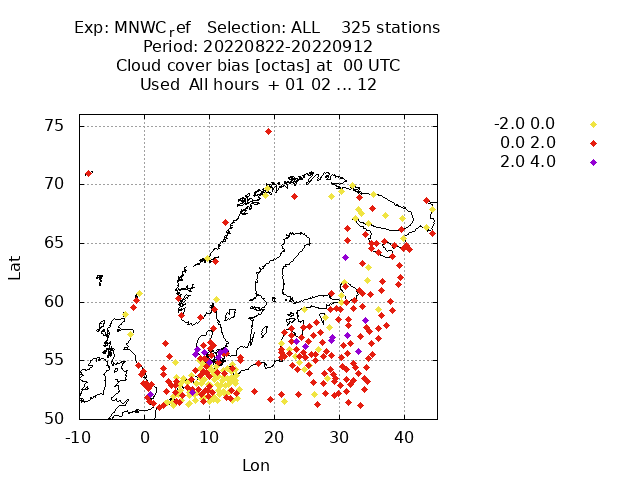 Exp: MNWC_ref Selection: ALL 325 stations
Period: 20220822-20220912
Cloud cover bias [octas] at 00 UTC
Used All hours + 01 02 ... 12
-2.0 0.0
0.0 2.0
2.0 4.0
75
70
65
60
55
50
Lat
-10 0 10 20 30 40
Lon